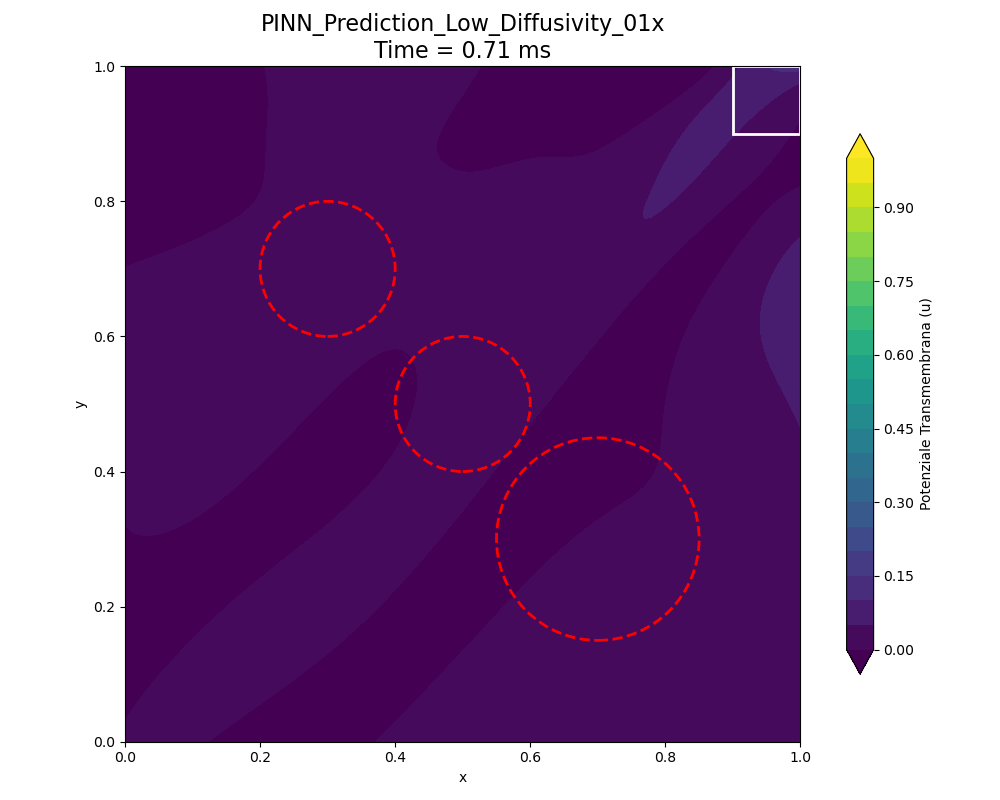 PINN_Prediction_Low_Diffusivity_01x
Time = 0.71 ms
1.0
0.8
0.6
0.4
0.2
0.0
y
0.0 0.2 0.4 0.6 0.8 1.0
x
0.90
0.75
0.60
0.45
0.30
0.15
0.00
Potenziale Transmembrana (u)